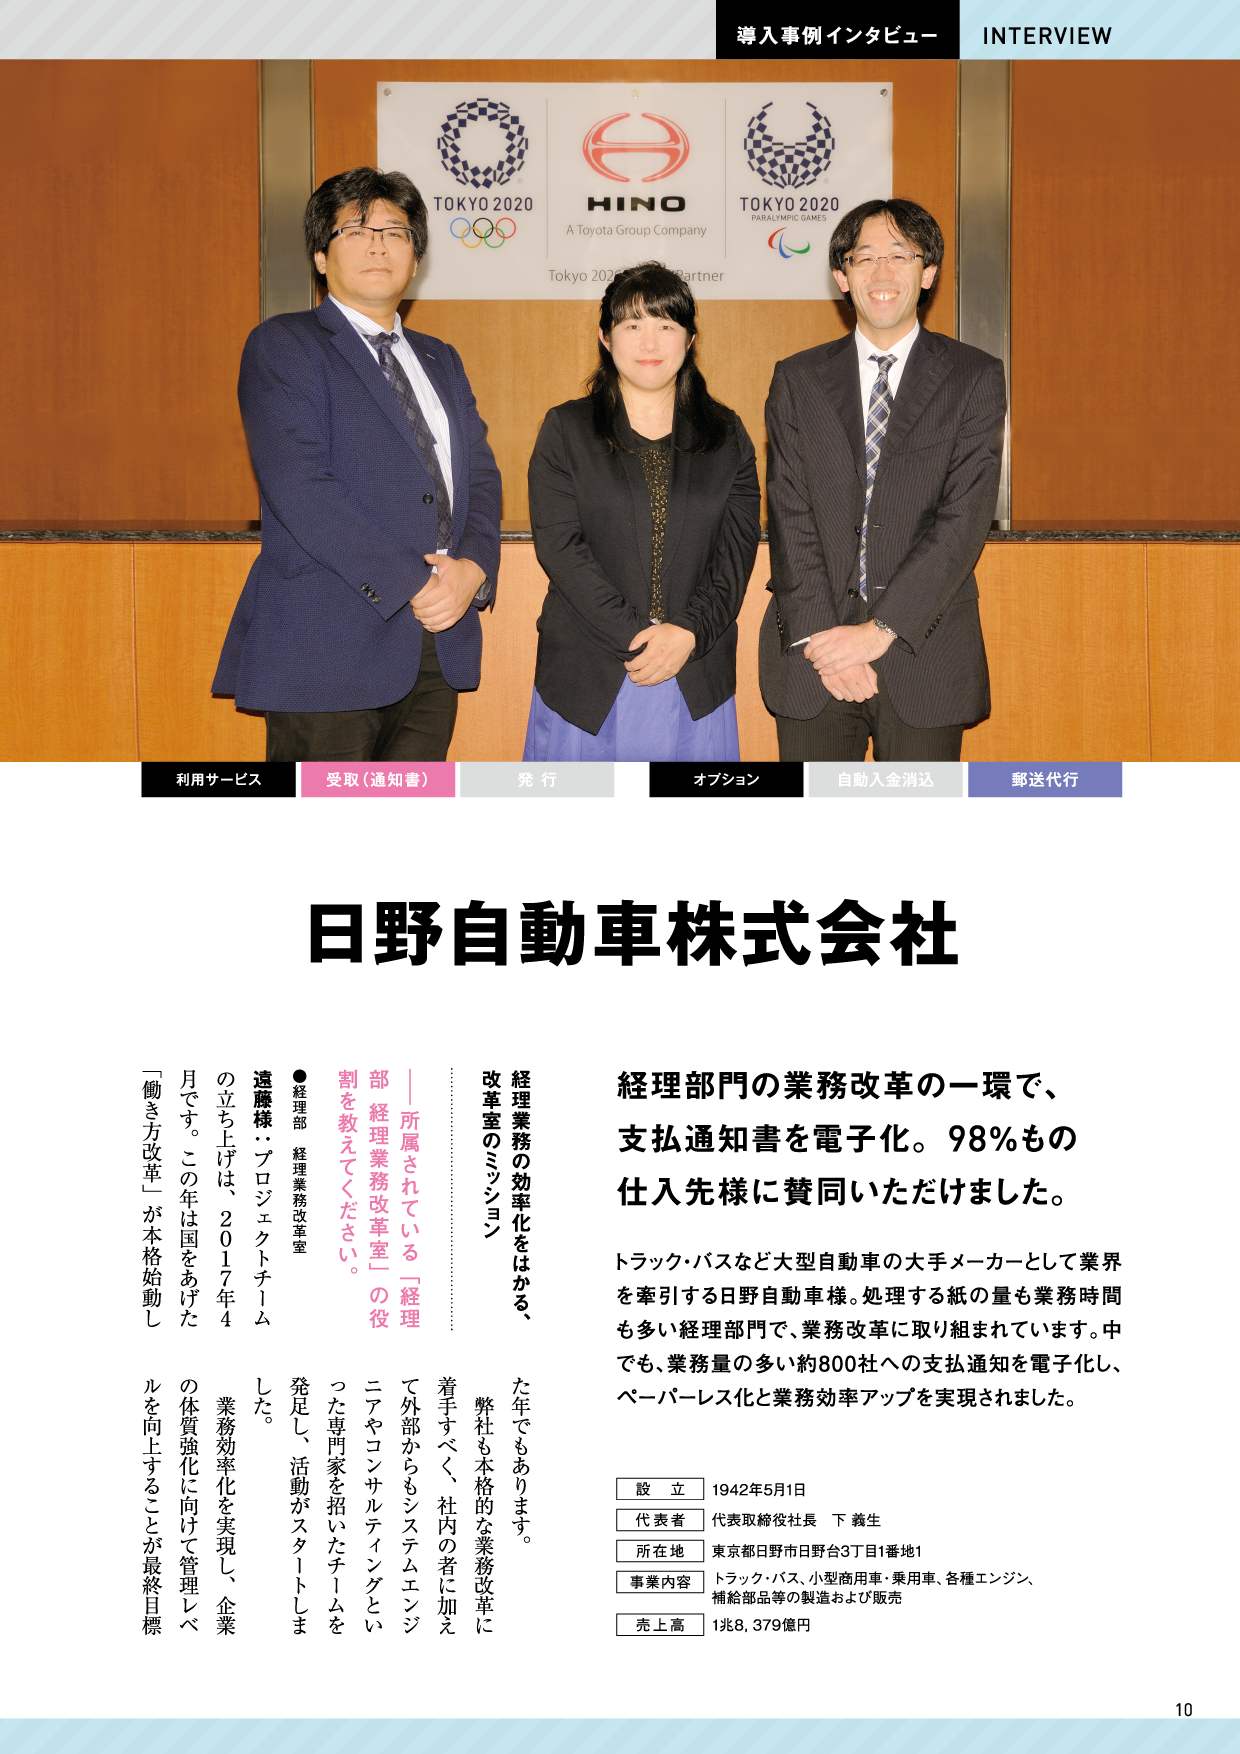 導入事例インタビュー
INTERVIEW
TOKYO 2020
HINO
A Toyota Group Company
TOKYO 2020
PARALYMPIC GAMES
Tokyo 202
Partner
利用サービス
受取（通知書）
発 行
オプション
自動入金消込
郵送代行
日野自動車株式会社
経理部門の業務改革の一環で、
支払通知書を電子化。98%もの
仕入先様に賛同いただけました。
トラック・バスなど大型自動車の大手メーカーとして業界
を牽引する日野自動車様。処理する紙の量も業務時間
も多い経理部門で、業務改革に取り組まれています。中
でも、業務量の多い約800社への支払通知を電子化し、
ペーパーレス化と業務効率アップを実現されました。
設 立 1942年5月1日
代表者 代表取締役社長 下 義生
所在地 東京都日野市日野台3丁目1番地1
事業内容 トラック・バス、小型商用車・乗用車、各種エンジン、
補給部品等の製造および販売
売上高 1兆8,379億円
経理業務の効率化をはかる、
改革室のミッション
――所属されている「経理
部 経理業務改革室」の役
割を教えてください。
●経理部 経理業務改革室
遠藤様：プロジェクトチーム
の立ち上げは、2017年4
月です。この年は国をあげた
「働き方改革」が本格始動し
た年でもあります。
弊社も本格的な業務改革に
着手すべく、社内の者に加え
て外部からもシステムエンジ
ニアやコンサルティングとい
った専門家を招いたチームを
発足し、活動がスタートしま
した。
業務効率化を実現し、企業
の体質強化に向けて管理レベ
ルを向上することが最終目標
10